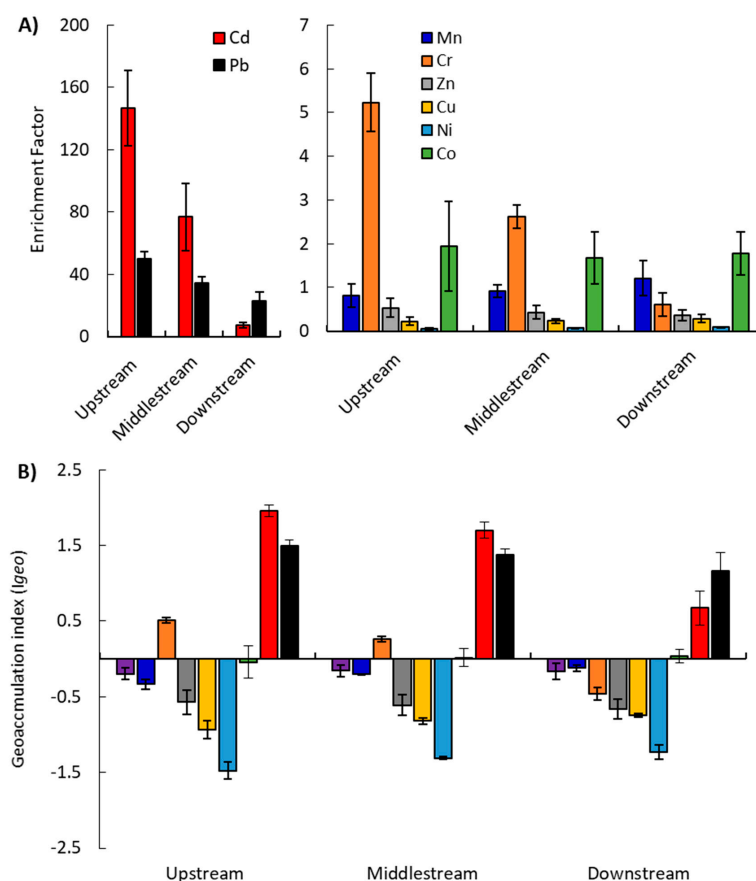 A)
200
160
120
80
40
0
Enrichment Factor
Cd
Pb
Upstream
Middlestream
Downstream
7
6
5
4
3
2
1
0
Mn
Cr
Zn
Cu
Ni
Co
Upstream
Middlestream
Downstream
B)
2.5
1.5
0.5
-0.5
-1.5
-2.5
Geoaccmulation index (Igeo)
Upstream Middlestream Downstream